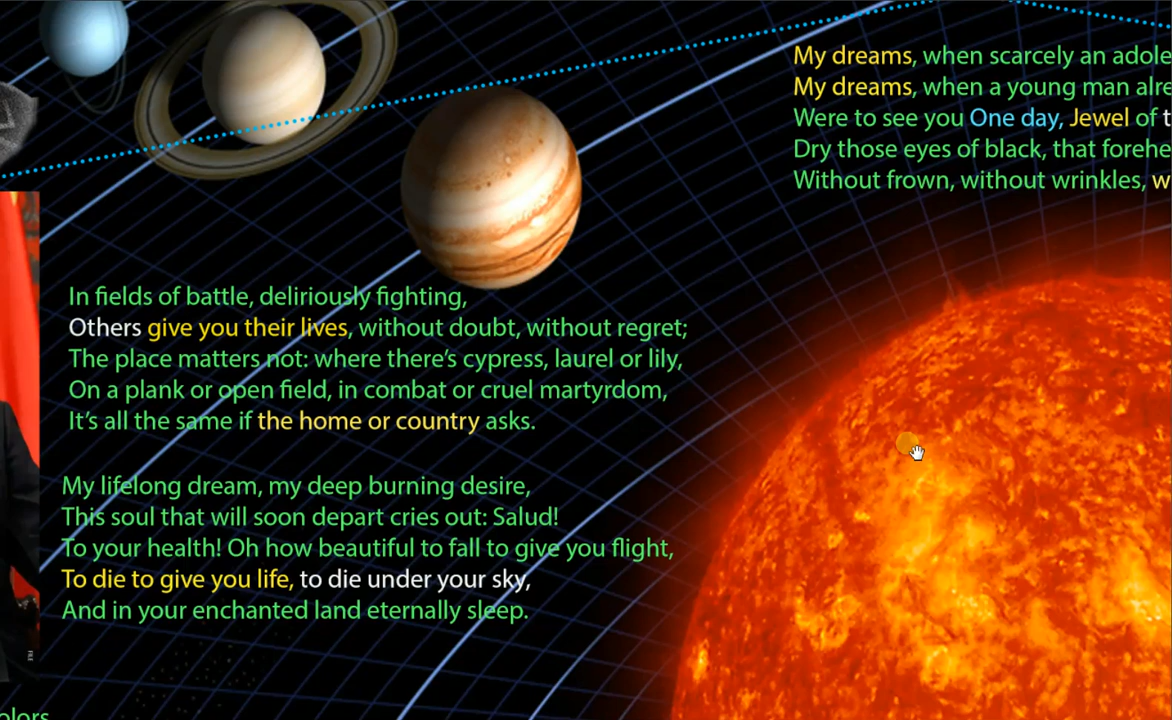 My dreams, when scarcely an
My dreams, when a young man
Were to see you One day, Jewel of
Dry those eyes of black, that
Without frown, without wrinkles,
In fields of battle, deliriously fighting,
Others give you their lives, without doubt, without regret;
The place matters not: where there's cypress, laurel or lily,
On a plank or open field, in combat or cruel martyrdom,
It's all the same if the home or country asks.
My lifelong dream, my deep burning desire,
This soul that will soon depart cries out: Salud!
To your health! Oh how beautiful to fall to give you flight,
To die to give you life, to die under your sky,
And in your enchanted land eternally sleep.